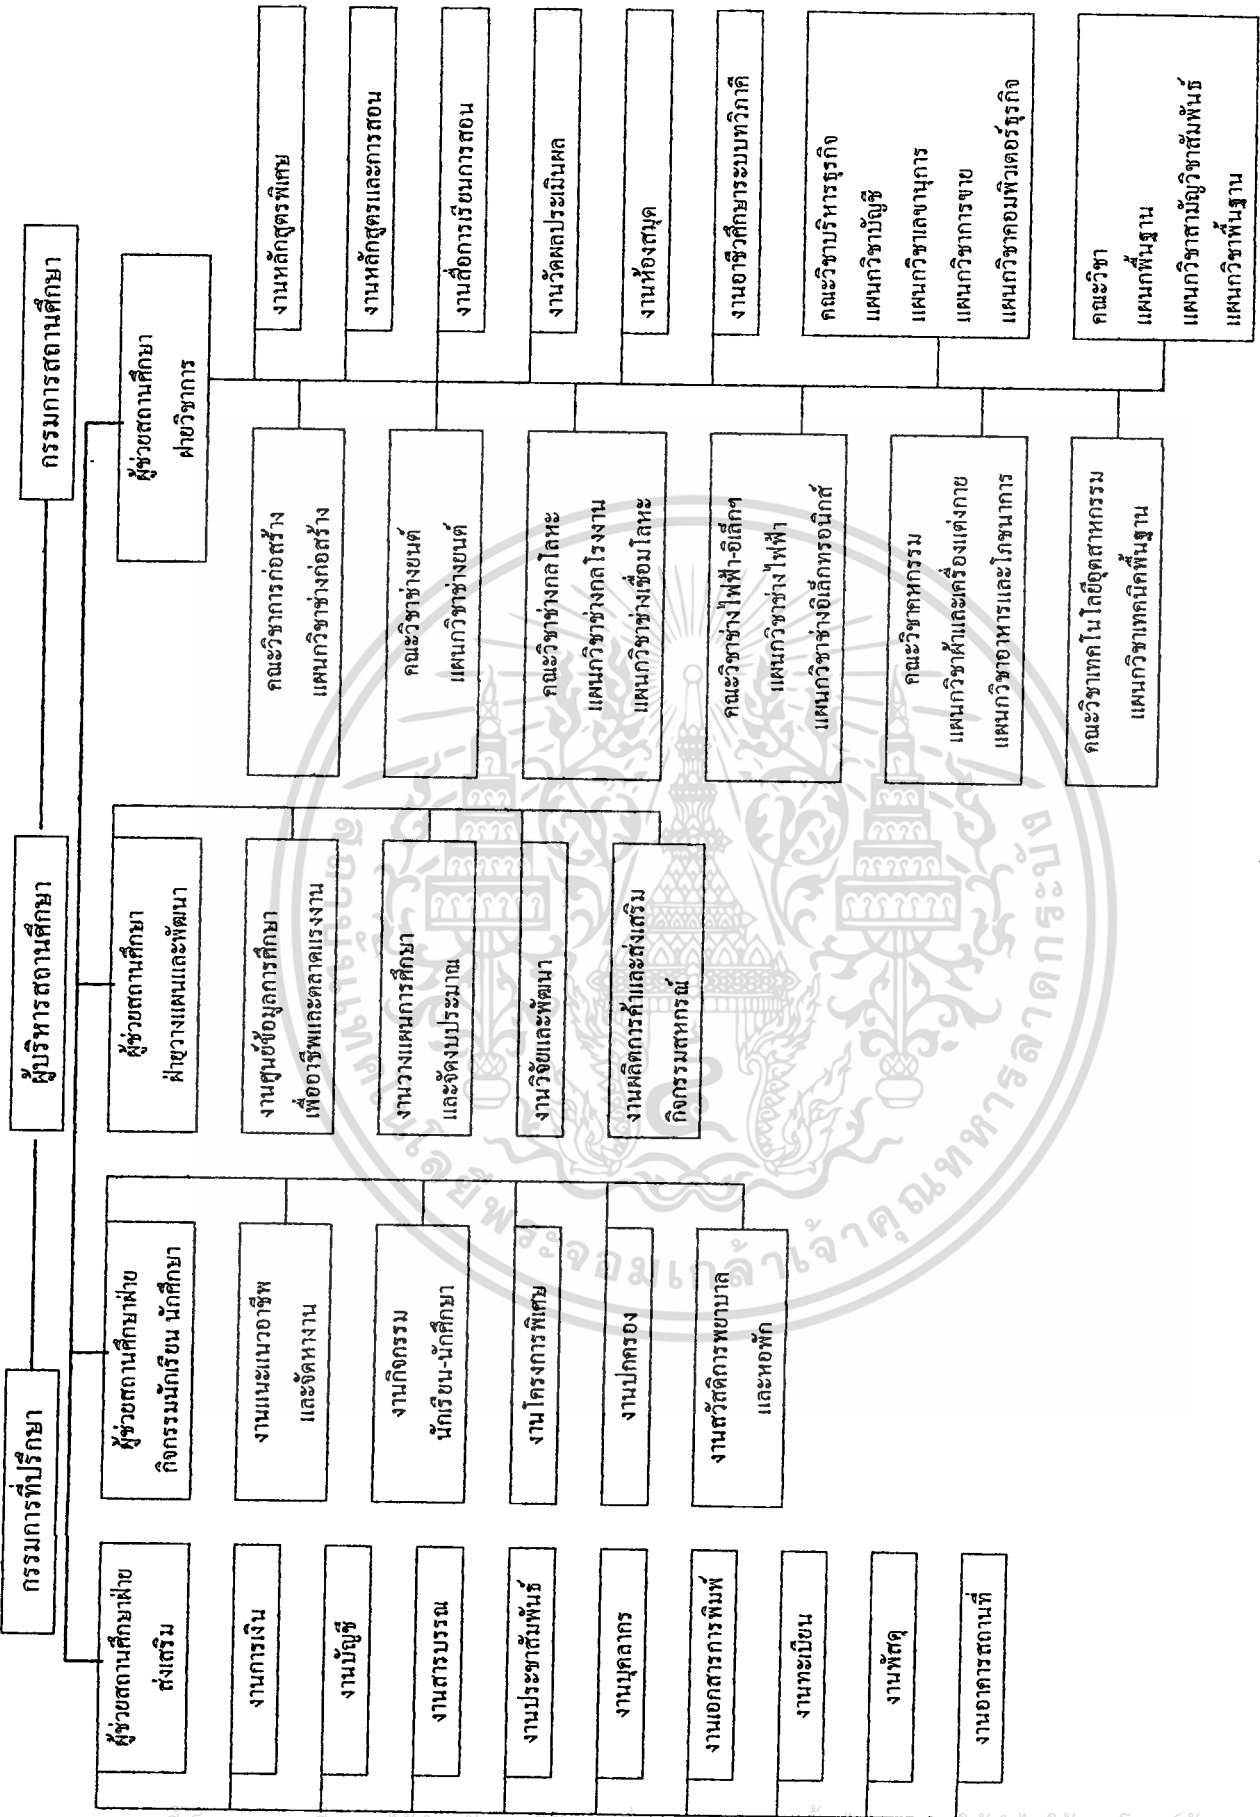 กรรมการที่ปรึกษา
ผู้บริหารสถานศึกษา
กรรมการสถานศึกษา
ผู้ช่วยสถานศึกษาฝ่าย
ส่งเสริม
งานการเงิน
งานบัญชี
งานสารบรรณ
งานประชาสัมพันธ์
งานบุคลากร
งานเอกสารการพิมพ์
งานทะเบียน
งานพัสดุ
งานอาคารสถานที่
ผู้ช่วยสถานศึกษาฝ่าย
กิจกรรมนักเรียน นักศึกษา
งานแนะแนวอาชีพ
และจัดหางาน
งานกิจกรรม
นักเรียน-นักศึกษา
งานโครงการพิเศษ
งานปกครอง
งานสวัสดิการพยาบาล
และหอพัก
ผู้ช่วยสถานศึกษา
ฝ่ายวางแผนและพัฒนา
งานศูนย์ข้อมูลการศึกษา
เพื่ออาชีพและตลาดแรงงาน
งานวางแผนการศึกษา
และจัดงบประมาณ
งานวิจัยและพัฒนา
งานผลิตการค้าและส่งเสริม
กิจกรรมสหกรณ์
ผู้ช่วยสถานศึกษา
ฝ่ายวิชาการ
คณะวิชาการก่อสร้าง
แผนกวิชาช่างก่อสร้าง
คณะวิชาช่างยนต์
แผนกวิชาช่างยนต์
คณะวิชาช่างกลโลหะ
แผนกวิชาช่างกลโรงงาน
แผนกวิชาช่างเชื่อมโลหะ
คณะวิชาช่างไฟฟ้า-อิเล็กฯ
แผนกวิชาช่างไฟฟ้า
แผนกวิชาช่างอิเล็กทรอนิกส์
คณะวิชาคหกรรม
แผนกวิชาผ้าและเครื่องแต่งกาย
แผนกวิชาอาหารและโภชนาการ
คณะวิชาเทคโนโลยีอุตสาหกรรม
แผนกวิชาเทคนิคพื้นฐาน
งานหลักสูตรพิเศษ
งานหลักสูตรและการสอน
งานสื่อการเรียนการสอน
งานวัดผลประเมินผล
งานห้องสมุด
งานอาชีวศึกษาระบบทวิภาคี
คณะวิชาบริหารธุรกิจ
แผนกวิชาบัญชี
แผนกวิชาเลขานุการ
แผนกวิชาการขาย
แผนกวิชาคอมพิวเตอร์ธุรกิจ
คณะวิชา
แผนกพื้นฐาน
แผนกวิชาสามัญวิชาสัมพันธ์
แผนกวิชาพื้นฐาน
พระจอมเกล้าเจ้าคุณทหารลาดกระบัง